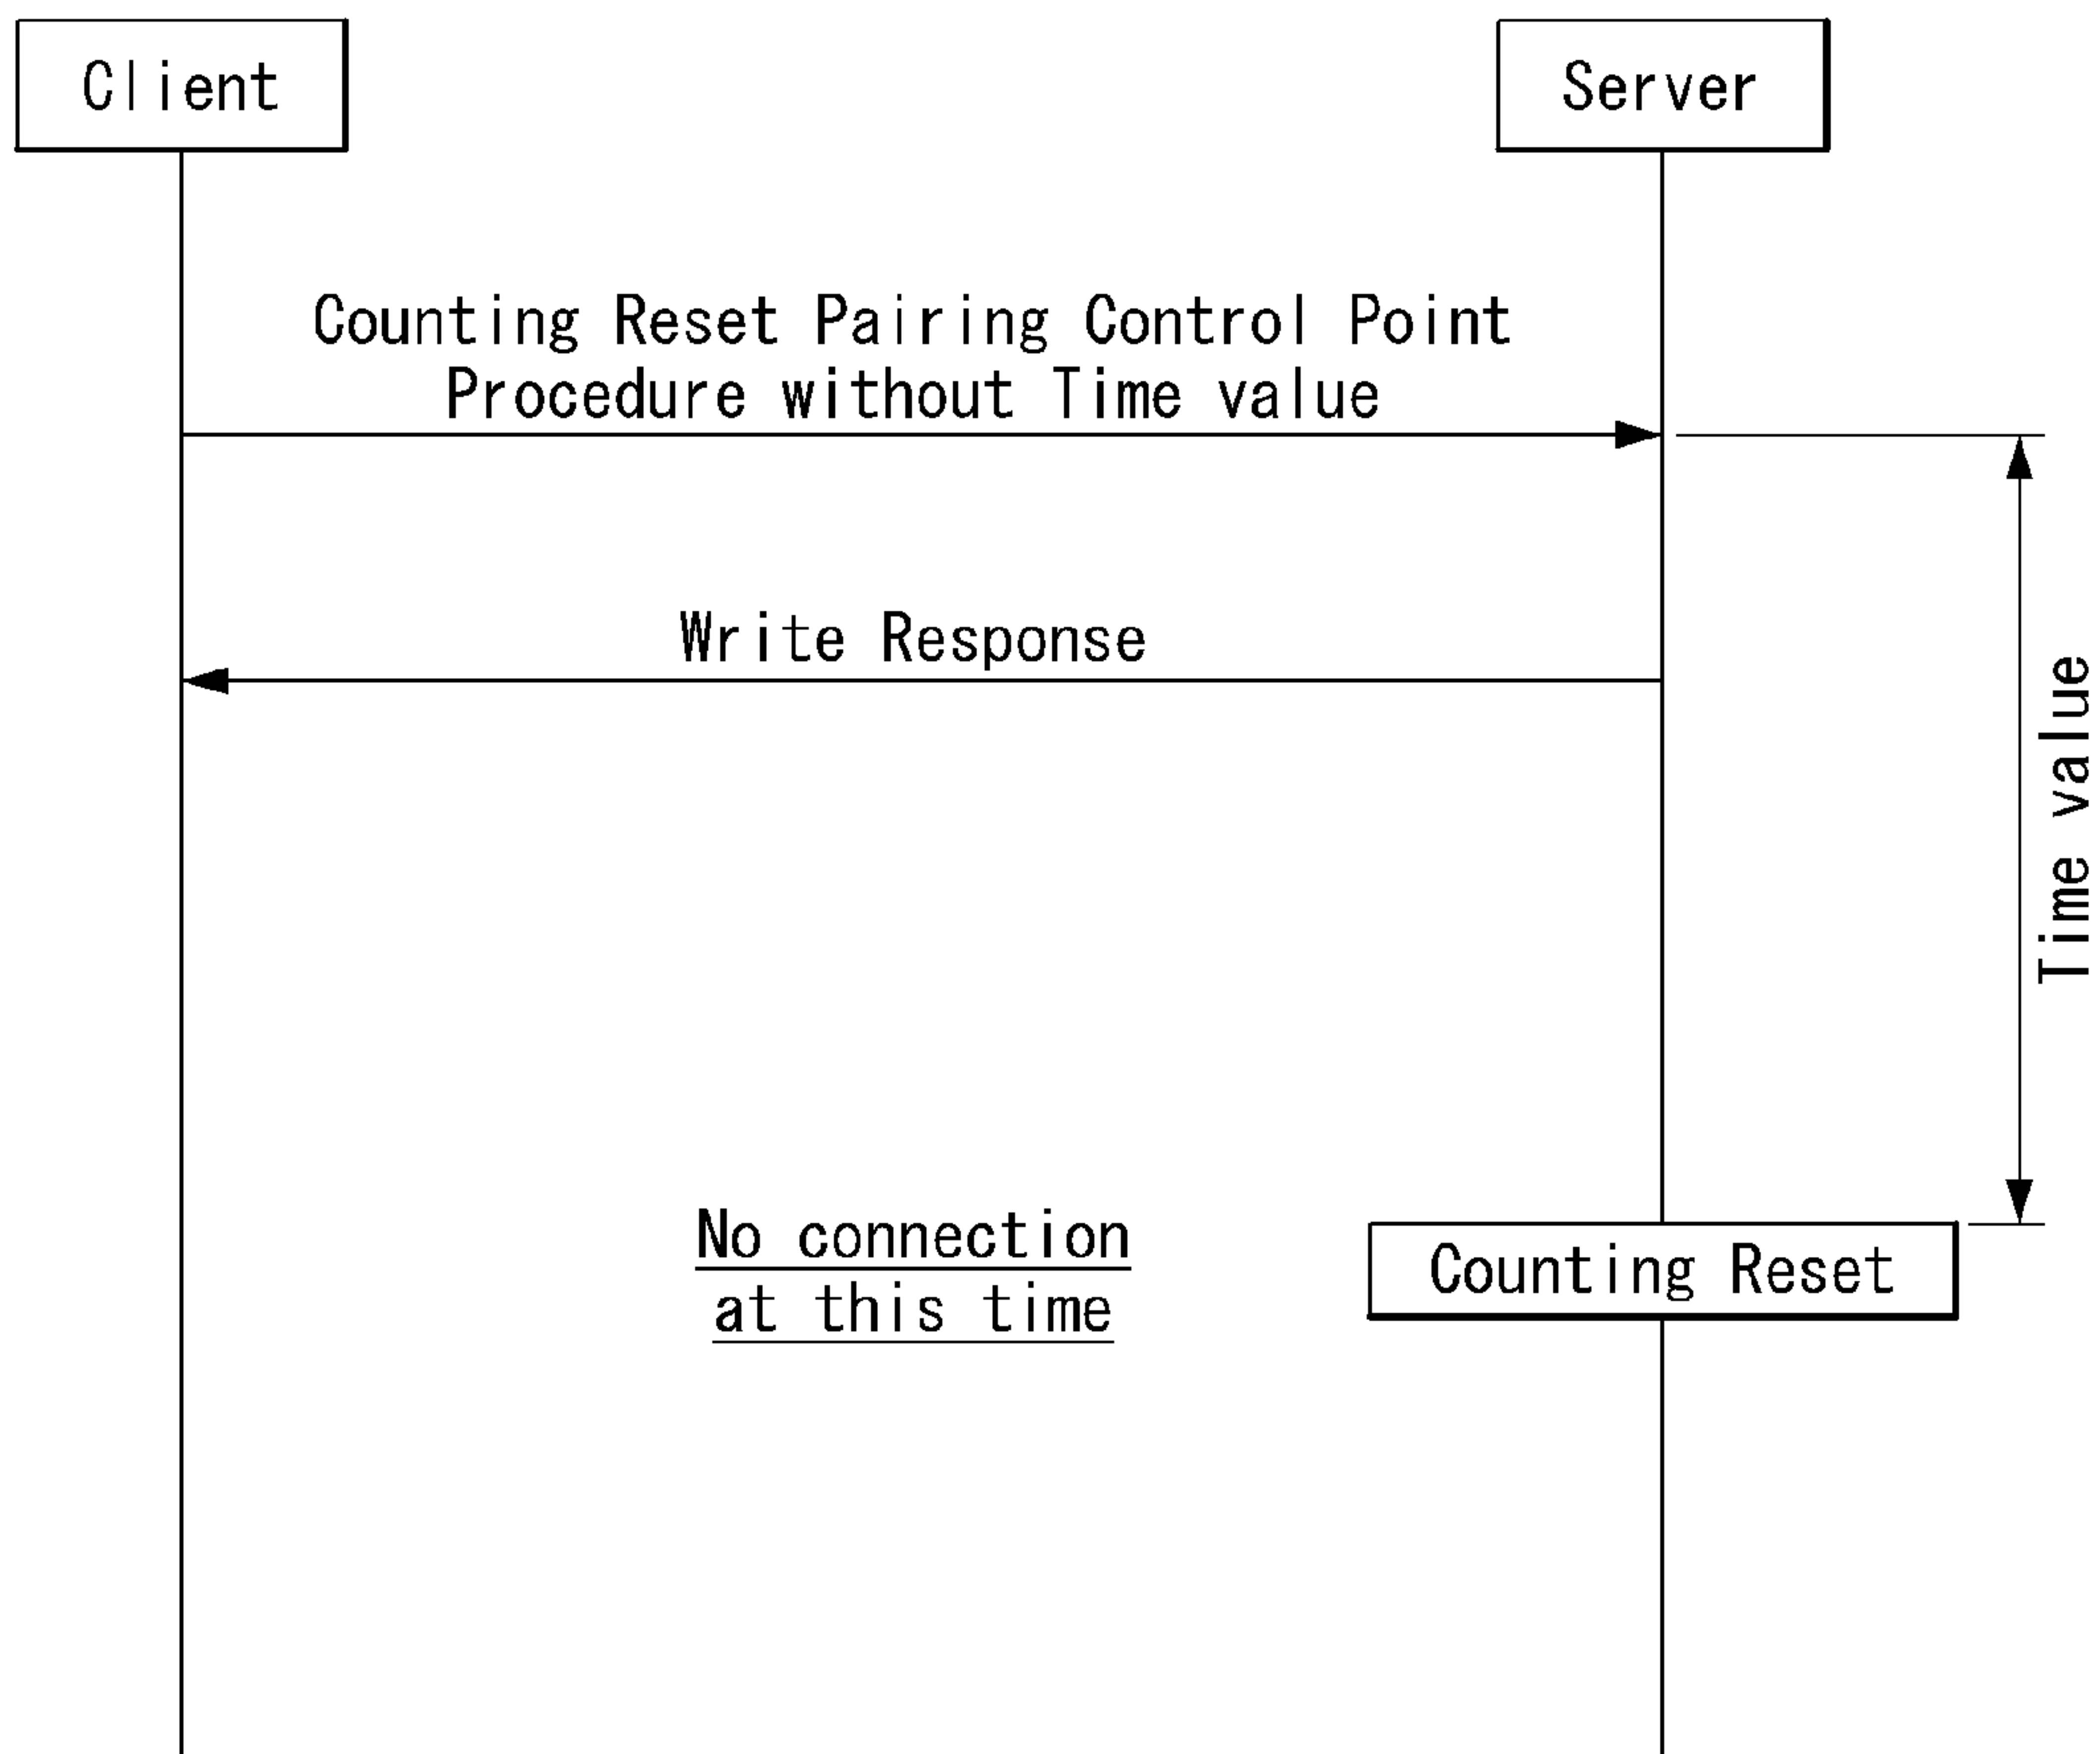 Client
Server
Counting Reset Pairing Control Point
Procedure without Time value
Write Response
Time value
No connection
at this time
Counting Reset